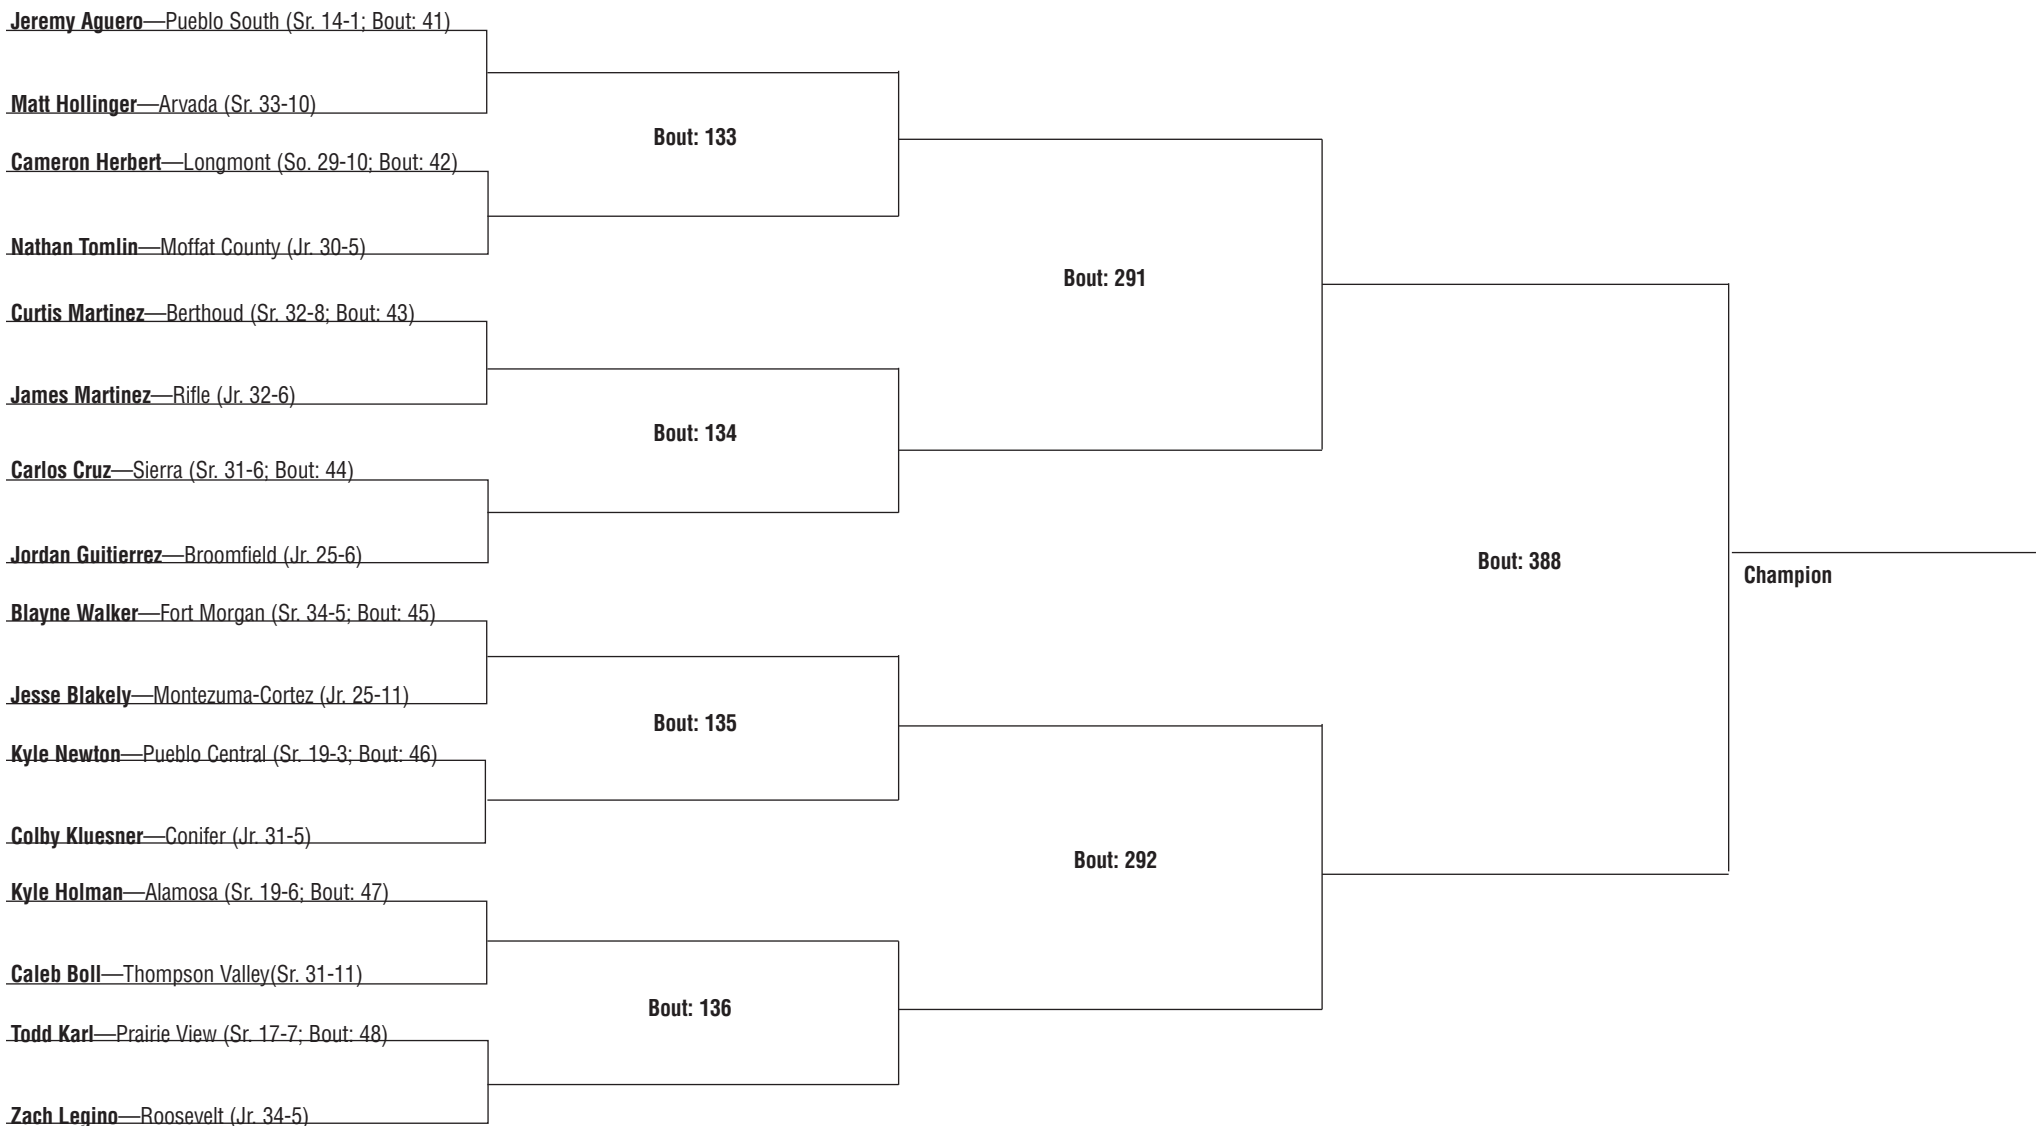 Jeremy Aguero—Pueblo South (Sr. 14-1; Bout: 41)
Matt Hollinger—Arvada (Sr. 33-10)
Bout: 133
Cameron Herbert—Longmont (So. 29-10; Bout: 42)
Nathan Tomlin—Moffat County (Jr. 30-5)
Bout: 291
Curtis Martinez—Berthoud (Sr. 32-8; Bout: 43)
James Martinez—Rifle (Jr. 32-6)
Bout: 134
Carlos Cruz—Sierra (Sr. 31-6; Bout: 44)
Jordan Guitierrez—Broomfield (Jr. 25-6)
Bout: 388
Champion
Blayne Walker—Fort Morgan (Sr. 34-5; Bout: 45)
Jesse Blakely—Montezuma-Cortez (Jr. 25-11)
Bout: 135
Kyle Newton—Pueblo Central (Sr. 19-3; Bout: 46)
Colby Kluesner—Conifer (Jr. 31-5)
Bout: 292
Kyle Holman—Alamosa (Sr. 19-6; Bout: 47)
Caleb Boll—Thompson Valley(Sr. 31-11)
Bout: 136
Todd Karl—Prairie View (Sr. 17-7; Bout: 48)
Zach Legino—Roosevelt (Jr. 34-5)